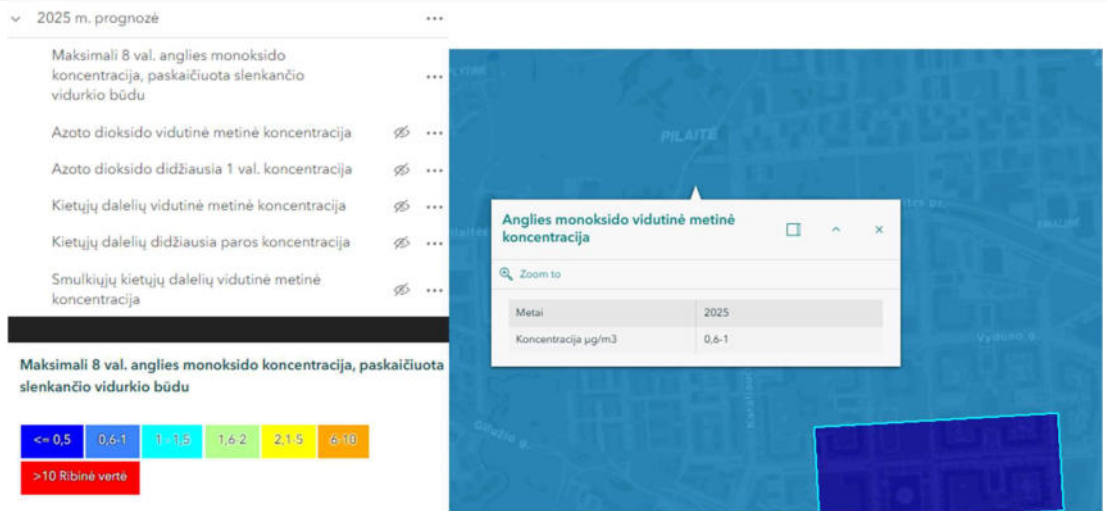 2025 m. prognozė
Maksimali 8 val. anglies monoksido
koncentracija, paskaičiuota slenkančio
vidurkio būdu
Azoto dioksido vidutinė metinė koncentracija
Azoto dioksido didžiausia 1 val. koncentracija
Kietųjų dalelių vidutinė metinė koncentracija
Kietųjų dalelių didžiausia paros koncentracija
Smulkiųjų kietųjų dalelių vidutinė metinė
koncentracija
Maksimali 8 val. anglies monoksido koncentracija, paskaičiuota
slenkančio vidurkio būdu
<= 0,5 0,6-1 1 - 1,5 1,6-2 2,1-5 6-10
>10 Ribinė vertė
PILAITĖ
Anglies monoksido vidutinė metinė
koncentracija
Zoom to
Metai 2025
Koncentracija µg/m3 0,6-1
Vydūno g.
Gilužio g.